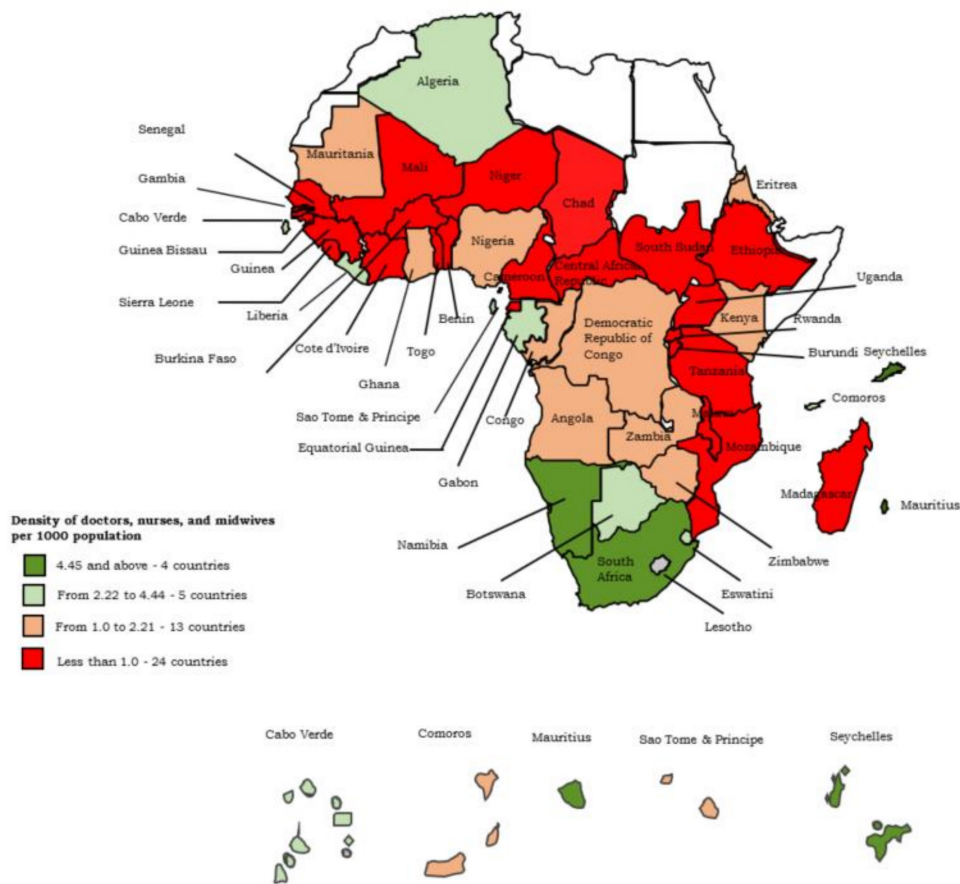 Algeria
Senegal
Mauritania
Mali
Niger
Gambia
Eritrea
Chad
Cabo Verde
Nigeria
South Sudan
Ethiopia
Guinea Bissau
Guinea
Cameroon
Central African
Republic
Uganda
Sierra Leone
Liberia
Benin
Democratic
Republic of
Congo
Kenya
Rwanda
Burkina Faso
Cote d'Ivoire
Togo
Burundi
Seychelles
Ghana
Tanzania
Sao Tome & Principe
Congo
Angola
Comoros
Equatorial Guinea
Zambia
Mozambique
Gabon
Madagascar
Mauritius
Density of doctors, nurses, and midwives
per 1000 population
Namibia
Zimbabwe
4.45 and above - 4 countries
South
Africa
Botswana
Eswatini
From 2.22 to 4.44 - 5 countries
Lesotho
From 1.0 to 2.21 - 13 countries
Less than 1.0 - 24 countries
Cabo Verde
Comoros
Mauritius
Sao Tome & Principe
Seychelles